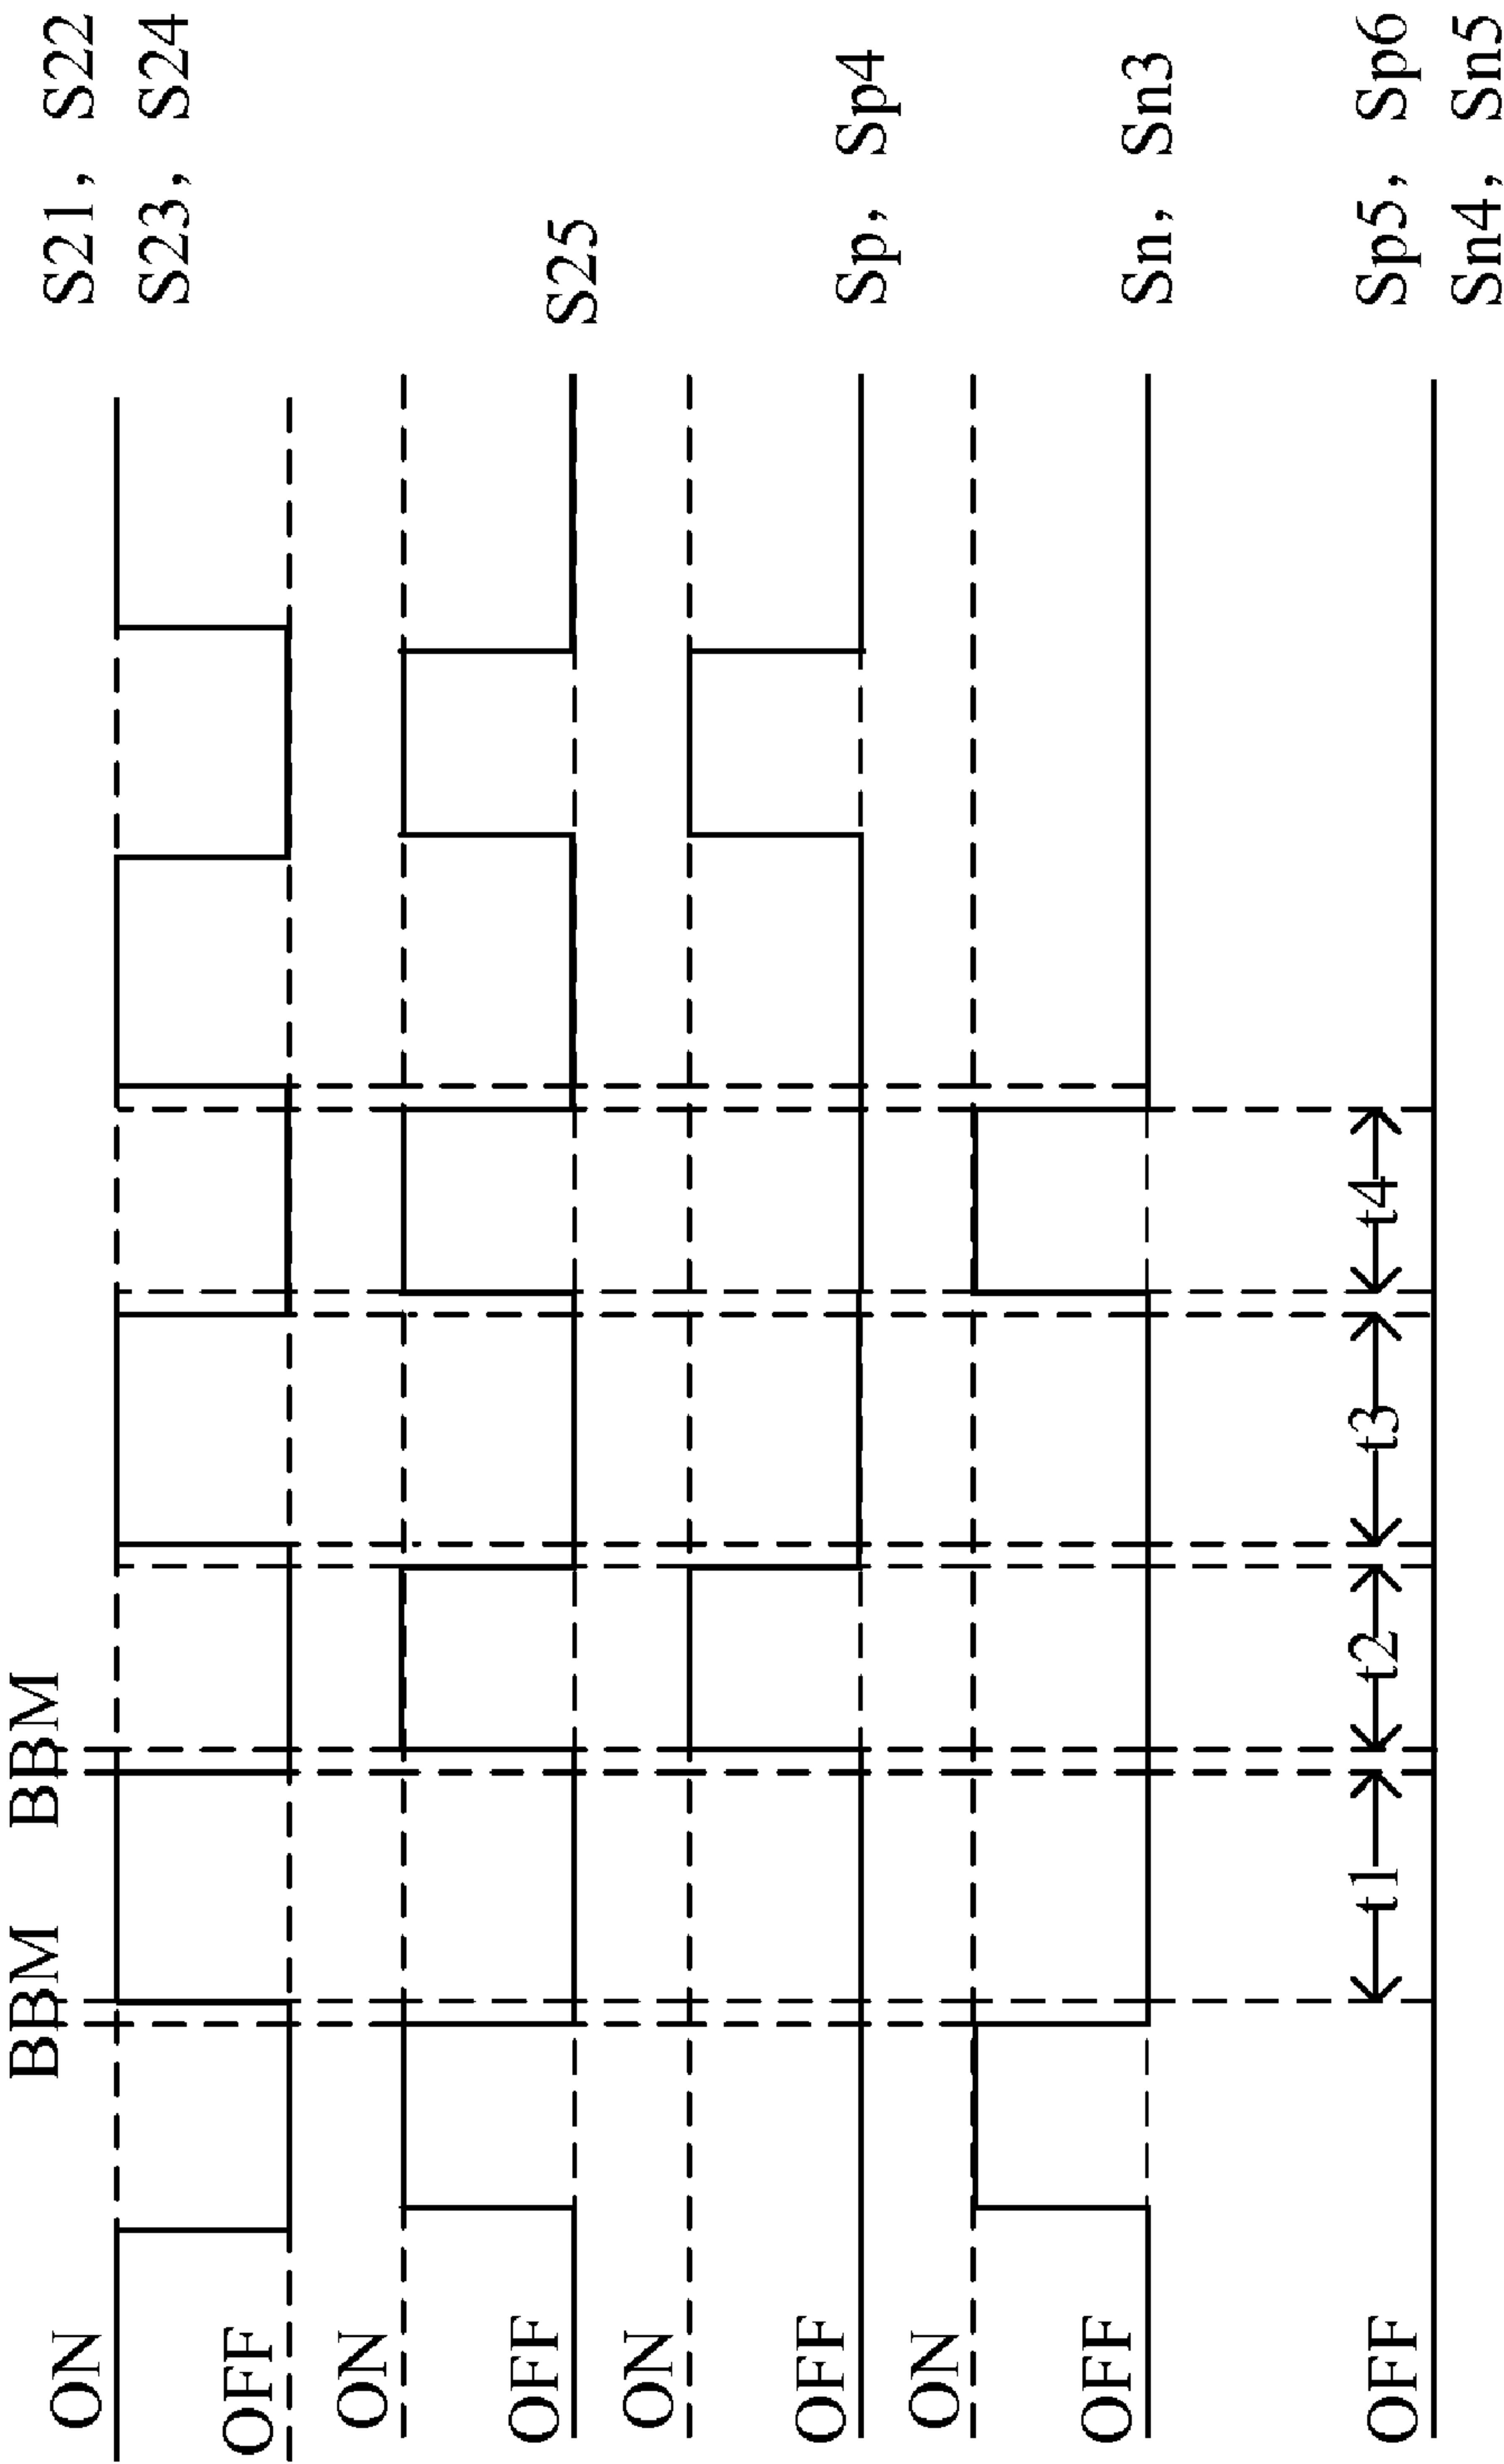 BBM BBM
ON
S21, S22
OFF
S23, S24
ON
OFF
S25
ON
OFF
Sp, Sp4
ON
OFF
Sn, Sn3
t1
t2
t3
t4
OFF
Sp5, Sp6
Sn4, Sn5